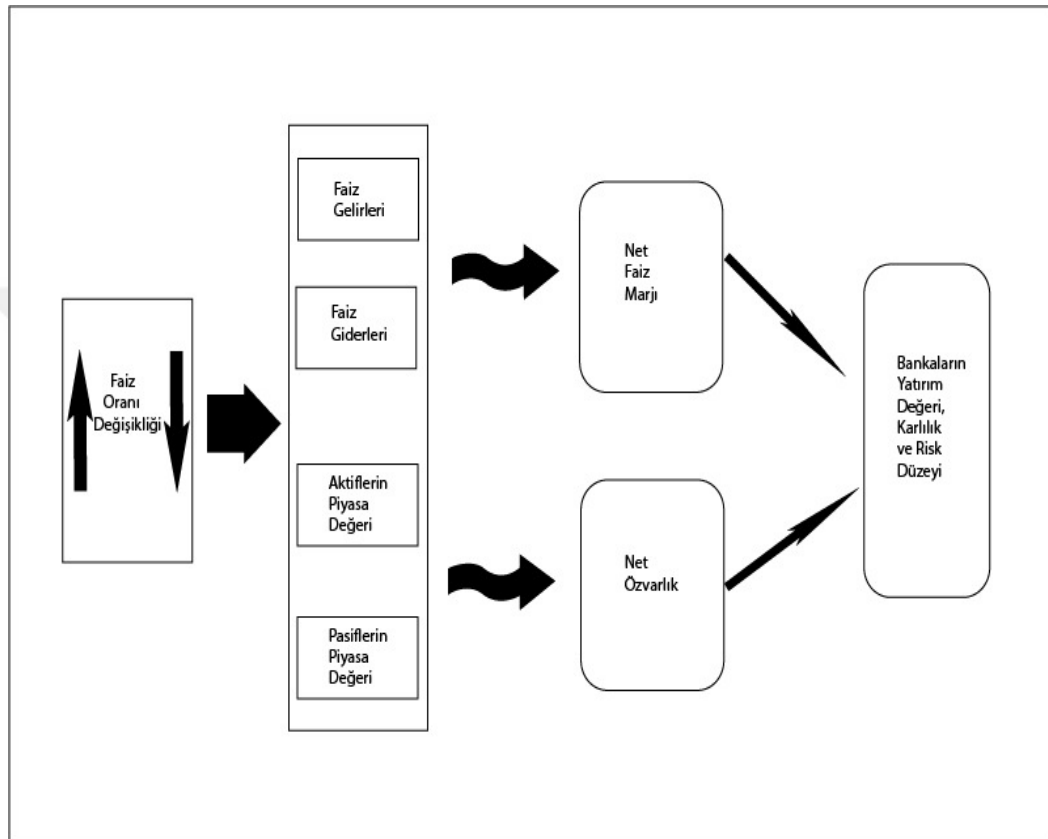 Faiz
Oranı
Değişikliği
Faiz
Gelirleri
Faiz
Giderleri
Aktiflerin
Piyasa
Değeri
Pasiflerin
Piyasa
Değeri
Net
Faiz
Marjı
Net
Özvarlık
Bankaların
Yatırım
Değeri,
Karlılık
ve Risk
Düzeyi